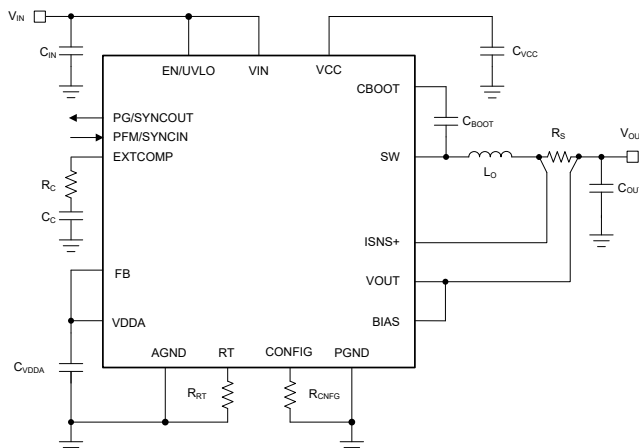 VIN
CIN
EN/UVLO
VIN
VCC
CVCC
CBOOT
CBOOT
PG/SYNCOUT
PFM/SYNCIN
EXTCOMP
SW
LO
RS
VOU
COUT
RC
CC
ISNS+
FB
VOUT
VDDA
BIAS
CVDDA
AGND
RT
CONFIG
PGND
RRT
RCNFG